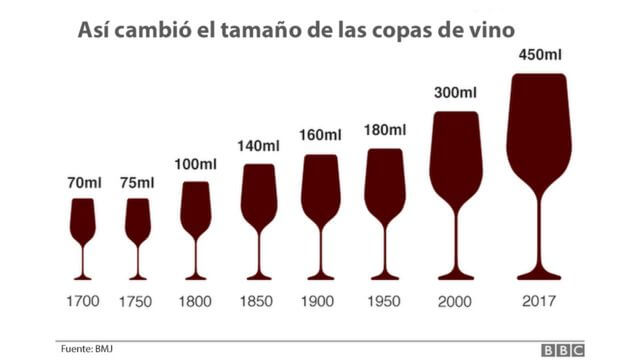 Así cambió el tamaño de las copas de vino
70ml
75ml
100ml
140ml
160ml
180ml
300ml
450ml
1700
1750
1800
1850
1900
1950
2000
2017
Fuente: BMJ
BBC